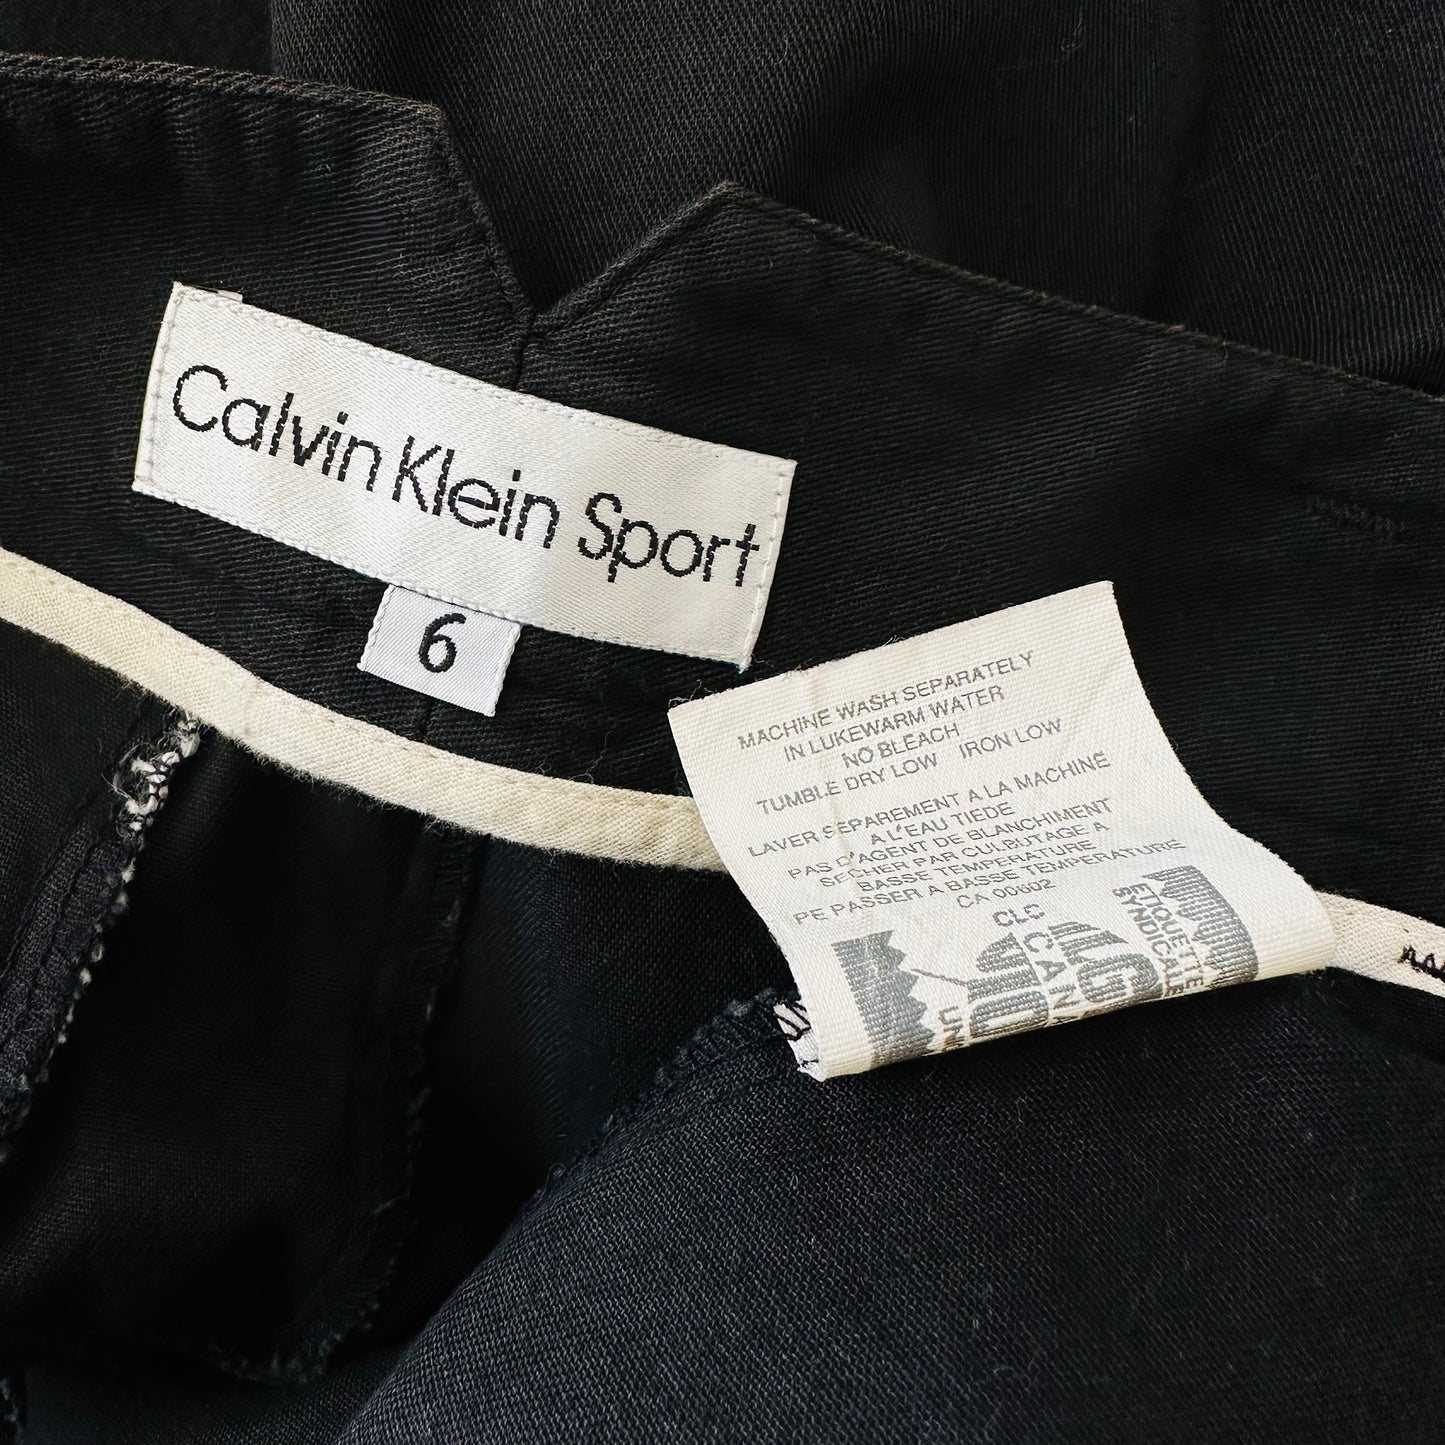 Calvin Klein Sport
6
MACHINE WASH SEPARATELY
IN LUKEWARM WATER
NO BLEACH
TUMBLE DRY LOW IRON LOW
LAVER SEPAREMENT A LA MACHINE
A L'EAU TIEDE
PAS D'AGENT DE BLANCHIMENT
SECHER PAR CULBUTAGE A
BASSE TEMPERATURE
PE PASSER A BASSE TEMPERATURE
CA 00602
CLC
ETIQUETTE
SYNDICALE